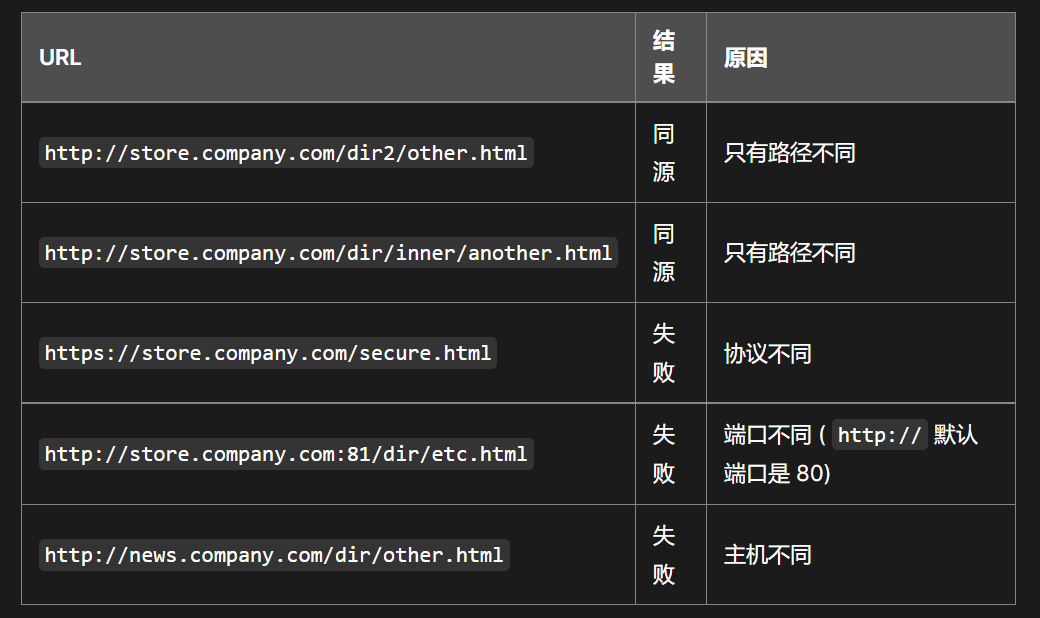 URL 结果 原因
http://store.company.com/dir2/other.html 同源 只有路径不同
http://store.company.com/dir/inner/another.html 同源 只有路径不同
https://store.company.com/secure.html 失败 协议不同
http://store.company.com:81/dir/etc.html 失败 端口不同 ( http:// 默认端口是 80)
http://news.company.com/dir/other.html 失败 主机不同